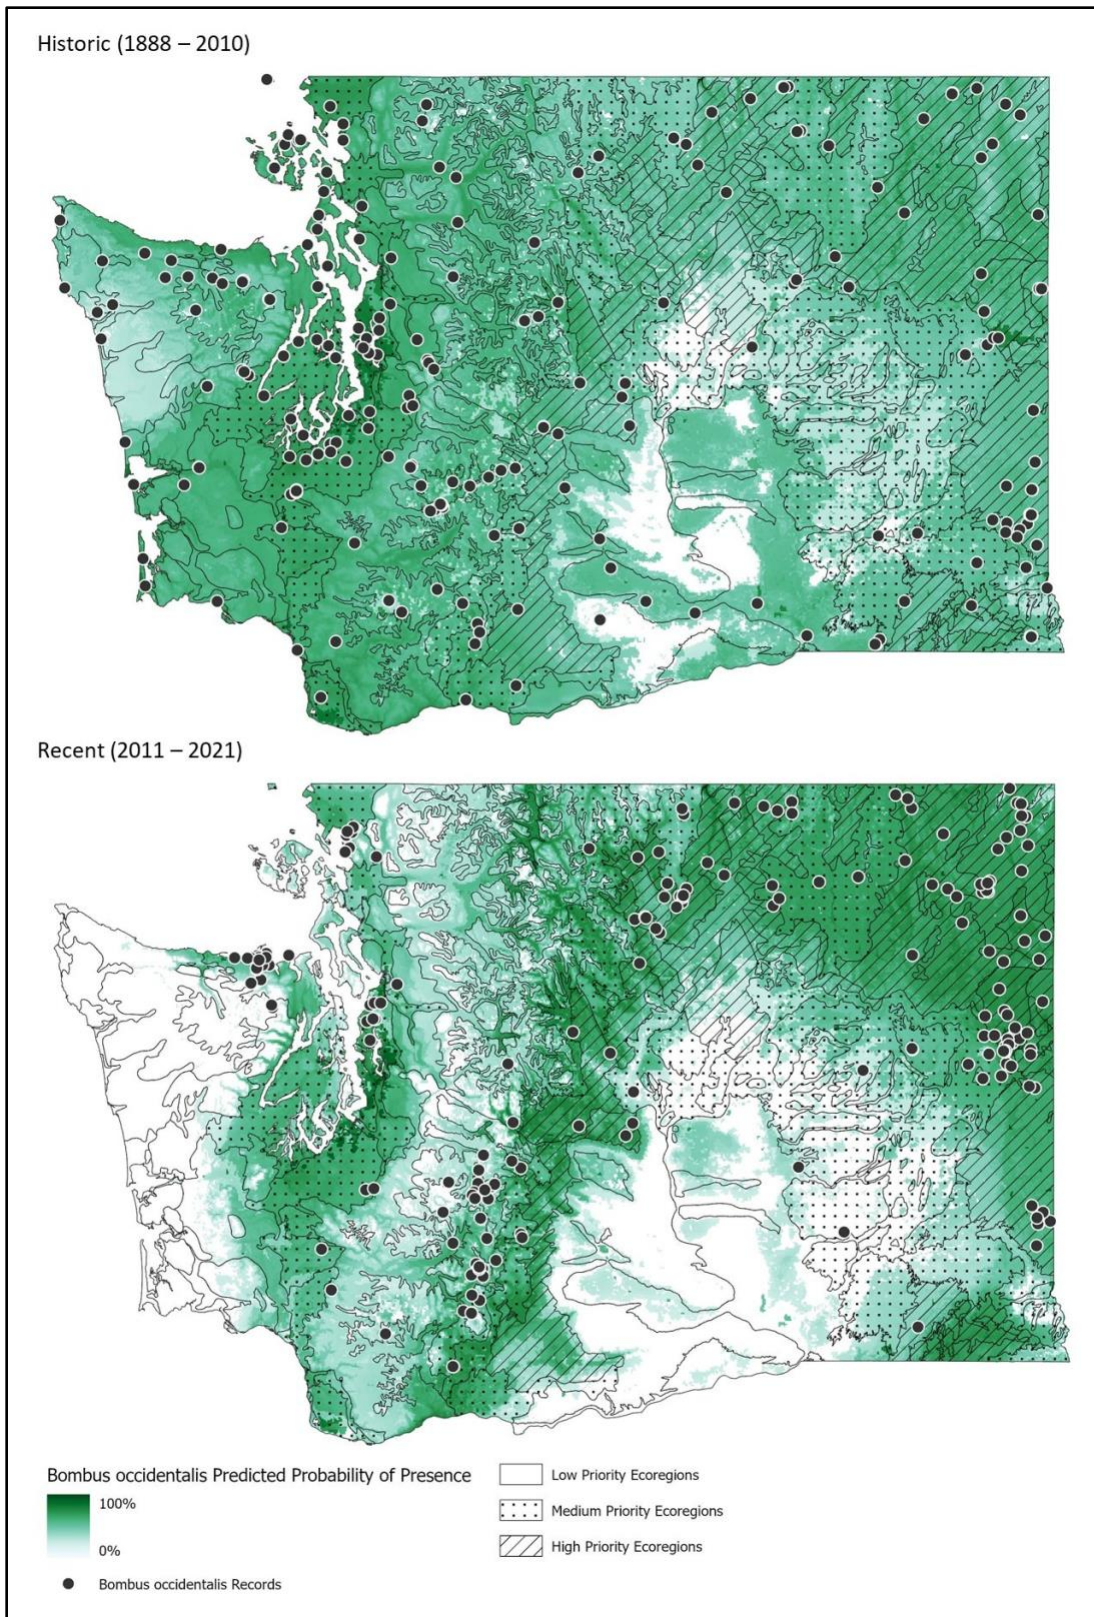 Historic (1888 – 2010)
Recent (2011 – 2021)
Bombus occidentalis Predicted Probability of Presence
100%
0%
Bombus occidentalis Records
Low Priority Ecoregions
Medium Priority Ecoregions
High Priority Ecoregions